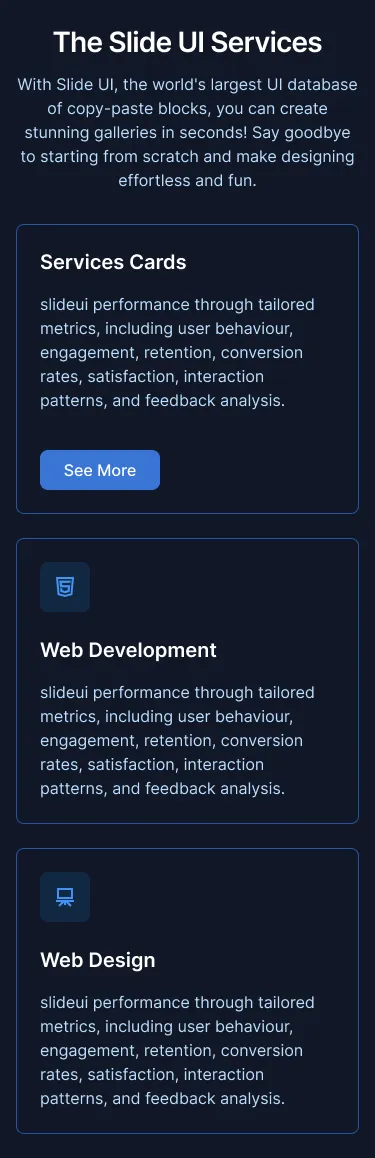 The Slide UI Services
With Slide UI, the world's largest UI database
of copy-paste blocks, you can create
stunning galleries in seconds! Say goodbye
to starting from scratch and make designing
effortless and fun.
Services Cards
slideui performance through tailored
metrics, including user behaviour,
engagement, retention, conversion
rates, satisfaction, interaction
patterns, and feedback analysis.
See More
Web Development
slideui performance through tailored
metrics, including user behaviour,
engagement, retention, conversion
rates, satisfaction, interaction
patterns, and feedback analysis.
Web Design
slideui performance through tailored
metrics, including user behaviour,
engagement, retention, conversion
rates, satisfaction, interaction
patterns, and feedback analysis.